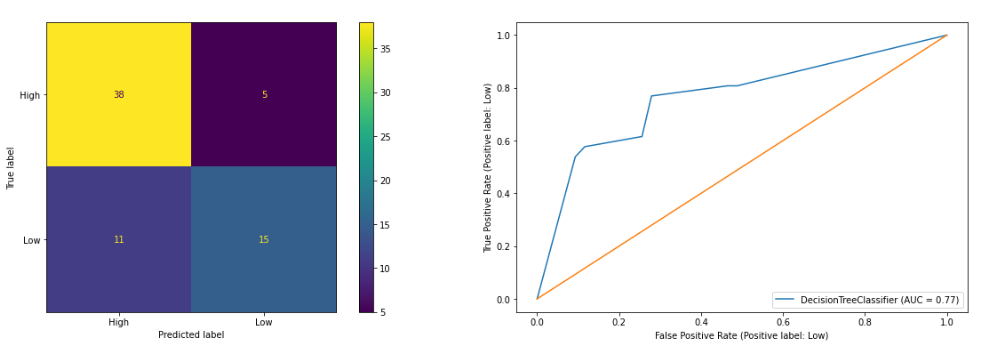 High
Low
True label
38
5
11
15
High
Low
Predicted label
35
30
25
20
15
10
5
1.0
0.8
0.6
0.4
0.2
0.0
True Positive Rate (Positive label: Low)
DecisionTreeClassifier (AUC = 0.77)
0.0
0.2
0.4
0.6
0.8
1.0
False Positive Rate (Positive label: Low)